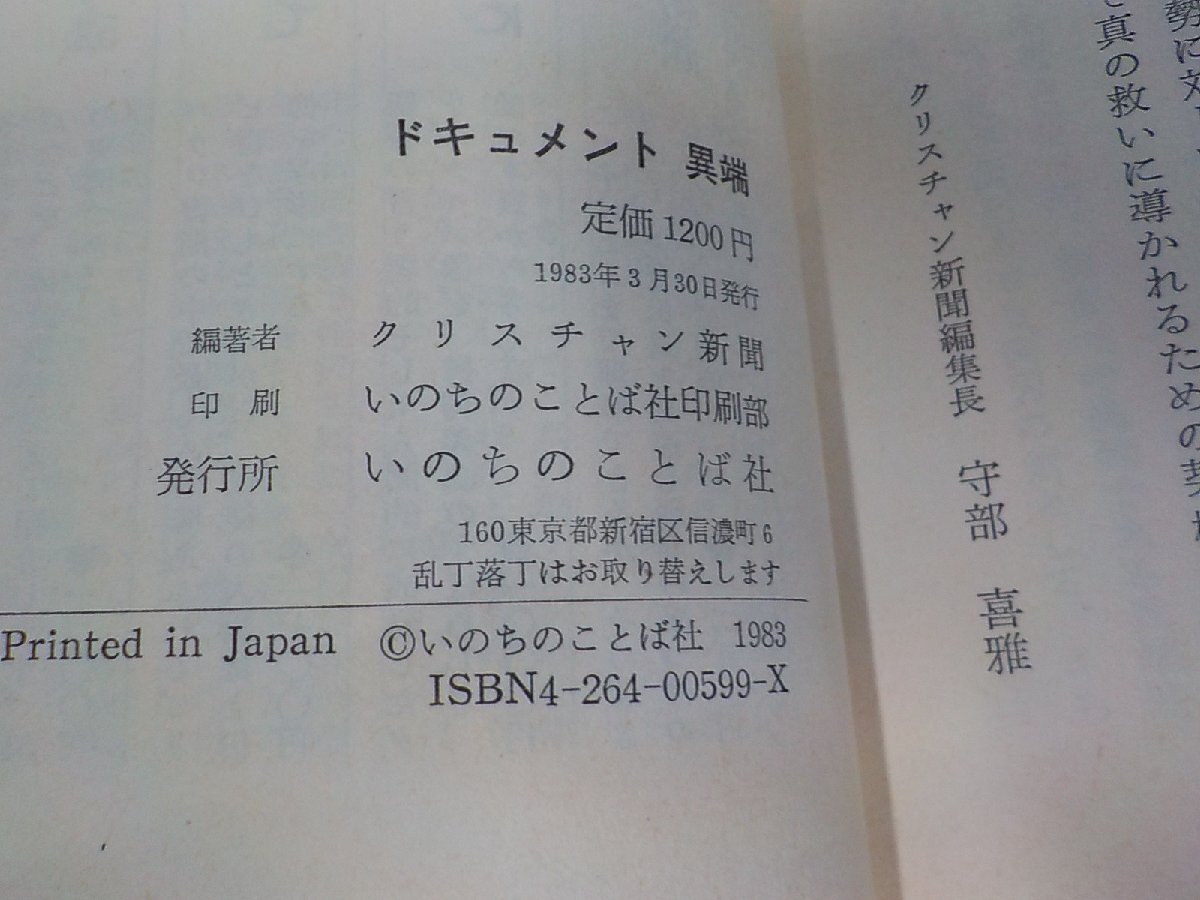 勢に対
真の救いに導かれるための
クリスチャン新聞編集長 守部 喜雅
ドキュメント 異端
定価1200円
1983年3月30日発行
編著者 クリスチャン新聞
印刷 いのちのことば社印刷部
発行所 いのちのことば社
160東京都新宿区信濃町6
乱丁落丁はお取り替えします
Printed in Japan ©いのちのことば社 1983
ISBN4-264-00599-X